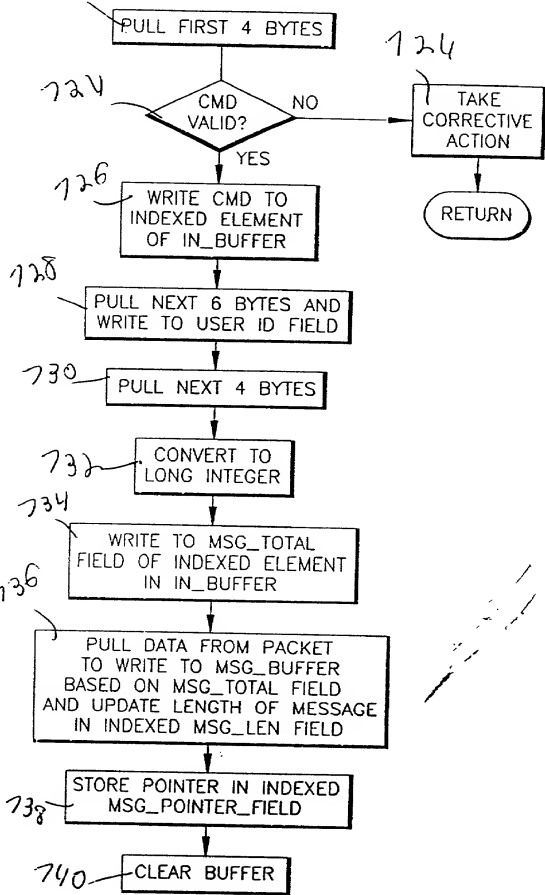 PULL FIRST 4 BYTES
724
TAKE
CORRECTIVE
ACTION
CMD
VALID?
NO
YES
RETURN
726
WRITE CMD TO
INDEXED ELEMENT
OF IN_BUFFER
728
PULL NEXT 6 BYTES AND
WRITE TO USER ID FIELD
730
PULL NEXT 4 BYTES
732
CONVERT TO
LONG INTEGER
734
WRITE TO MSG_TOTAL
FIELD OF INDEXED ELEMENT
IN IN_BUFFER
736
PULL DATA FROM PACKET
TO WRITE TO MSG_BUFFER
BASED ON MSG_TOTAL FIELD
AND UPDATE LENGTH OF MESSAGE
IN INDEXED MSG_LEN FIELD
738
STORE POINTER IN INDEXED
MSG_POINTER_FIELD
740
CLEAR BUFFER